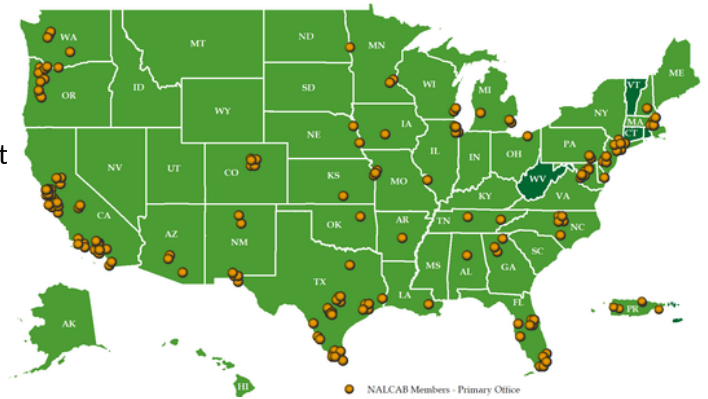 WA
MT
ND
MN
ME
VT
OR
ID
SD
WI
MI
NY
MA
WY
CT
t
NE
IA
PA
NV
UT
CO
IL
IN
OH
KS
MO
WV
VA
KY
CA
OK
AR
TN
NC
AZ
NM
SC
MS
AL
GA
TX
LA
FL
PR
AK
HI
NALCAB Members - Primary Office